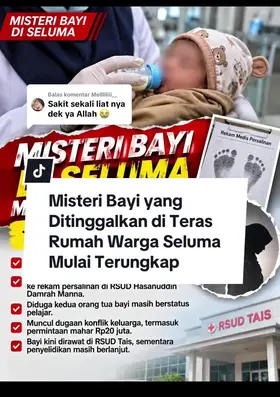 MISTERI BAYI
DI SELUMA
Balas komentar Mellliiiii__
Sakit sekali liat nya
dek ya Allah 😭
Rekam Medis Persalinan
MISTERI BAYI
Misteri Bayi yang
Ditinggalkan di Teras
Rumah Warga Seluma
Mulai Terungkap
ke rekam persalinan di RSUD Hasanuddin
Damrah Manna.
Diduga kedua orang tua bayi masih berstatus
pelajar.
Muncul dugaan konflik keluarga, termasuk
permintaan mahar Rp20 juta.
Bayi kini dirawat di RSUD Tais, sementara
penyelidikan masih berlanjut.
RSUD TAIS